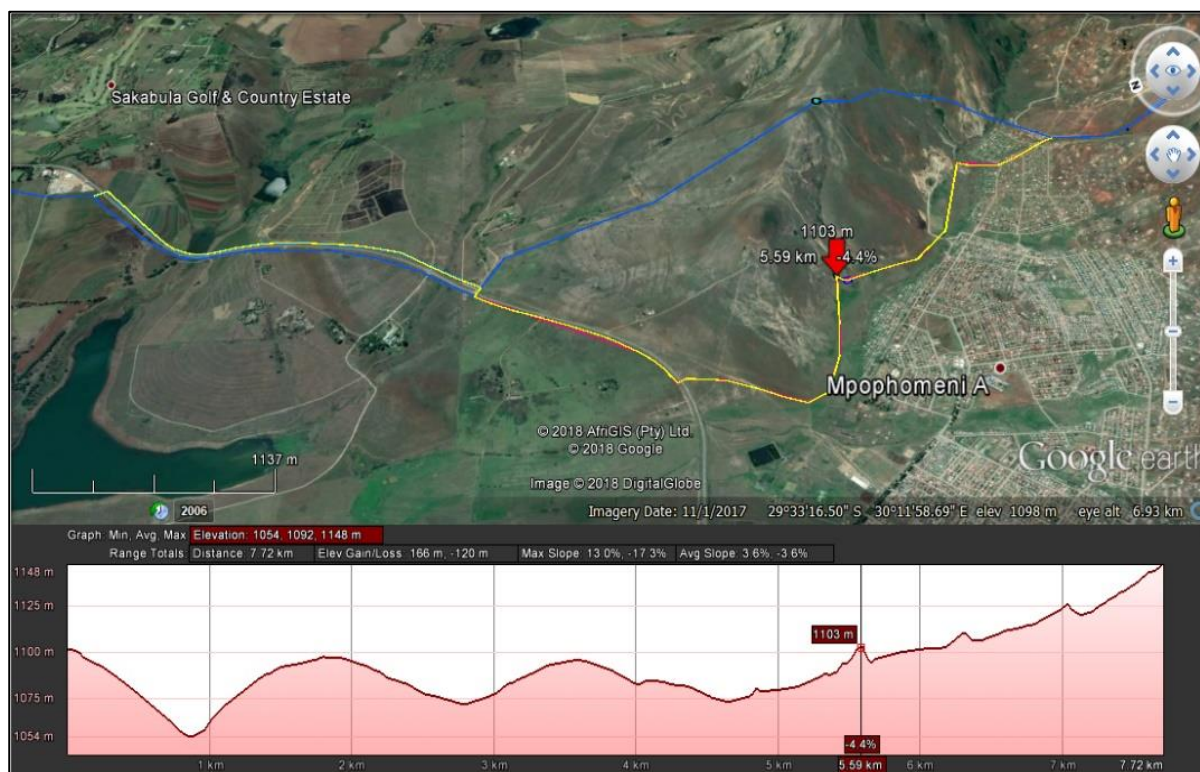 Sakabula Golf & Country Estate
1103 m
5.59 km -4.4%
Mpophomeni A
© 2018 AfriGIS (Pty) Ltd.
© 2018 Google
1137 m
Image © 2018 DigitalGlobe
Google earth
2006
Imagery Date: 11/1/2017 29°33'16.50" S 30°11'58.69" E elev 1098 m eye alt 6.93 km
Graph: Min, Avg, Max Elevation: 1054, 1092, 1148 m
Range Totals: Distance: 7.72 km Elev Gain/Loss: 166 m, -120 m Max Slope: 13.0%, -17.3% Avg Slope: 3.6%, -3.6%
1148 m
1125 m
1100 m
1075 m
1054 m
1103 m
-4.4%
1 km 2 km 3 km 4 km 5 km 5.59 km 6 km 7 km 7.72 km
N